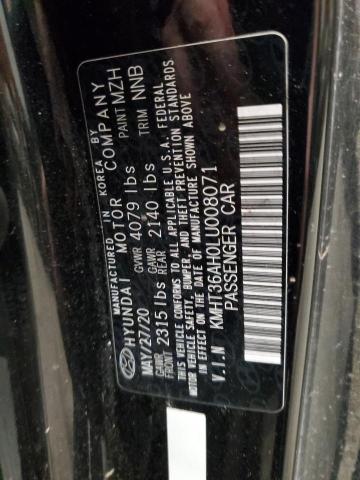 MANUFACTURED IN KOREA BY
HYUNDAI MOTOR COMPANY
MAY/27/20 GVWR 4079 lbs PAINT MZH
GAWR FRONT 2315 lbs GAWR REAR 2140 lbs TRIM NNB
THIS VEHICLE CONFORMS TO ALL APPLICABLE U.S.A. FEDERAL
MOTOR VEHICLE SAFETY, BUMPER, AND THEFT PREVENTION STANDARDS
IN EFFECT ON THE DATE OF MANUFACTURE SHOWN ABOVE
V.I.N KMHT36AH0LU008071
PASSENGER CAR